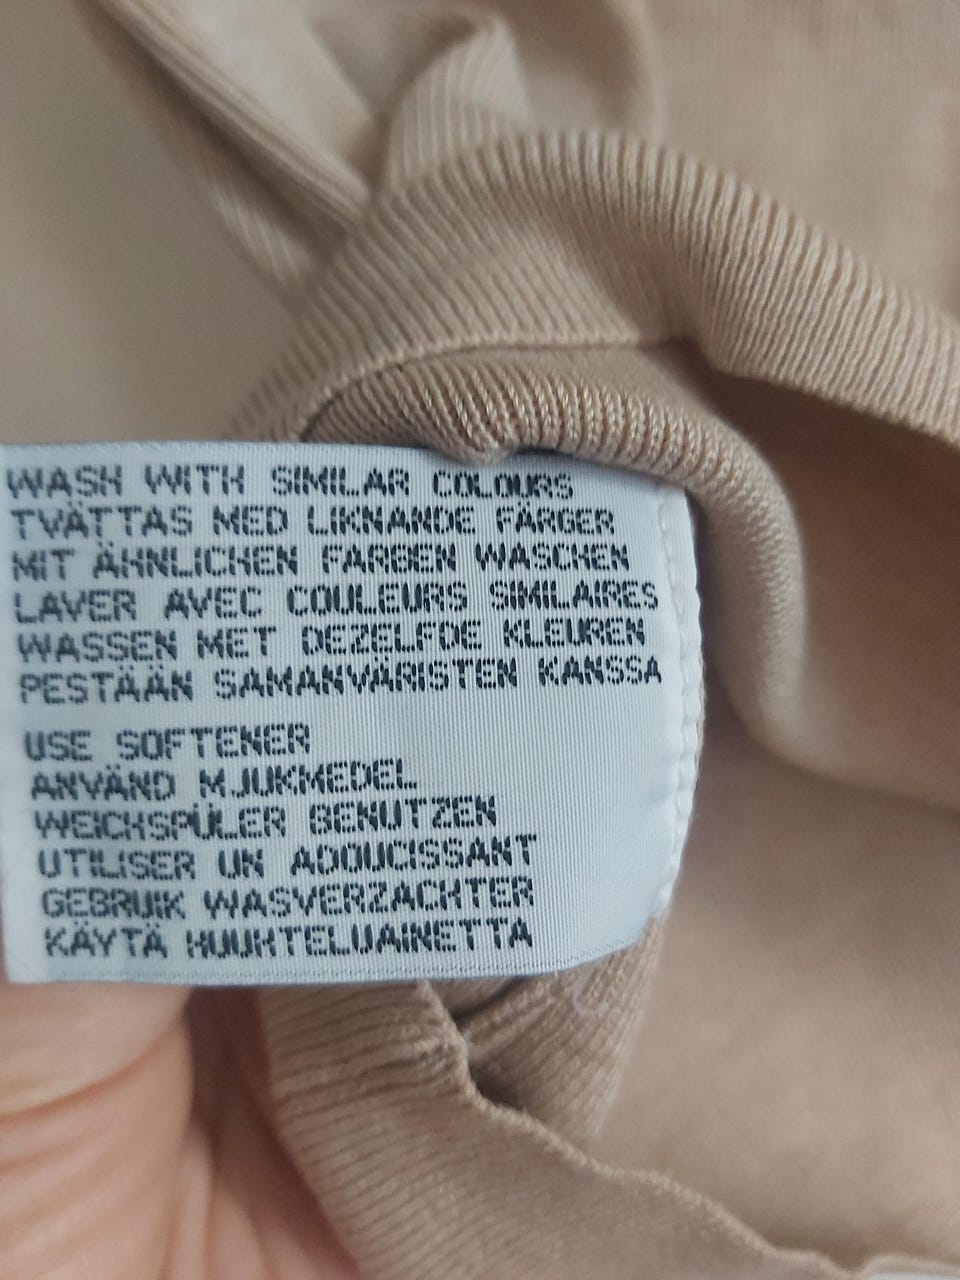 WASH WITH SIMILAR COLOURS
TVÄTTAS MED LIKNANDE FÄRGER
MIT ÄHNLICHEN FARBEN WASCHEN
LAVER AVEC COULEURS SIMILAIRES
WASSEN MET DEZELFDE KLEUREN
PESTÄÄN SAMANVÄRISTEN KANSSA
USE SOFTENER
ANVÄND MJUKMEDEL
WEICHSPÜLER BENUTZEN
UTILISER UN ADOUCISSANT
GEBRUIK WASVERZACHTER
KÄYTÄ HUUHTELUAINETTA